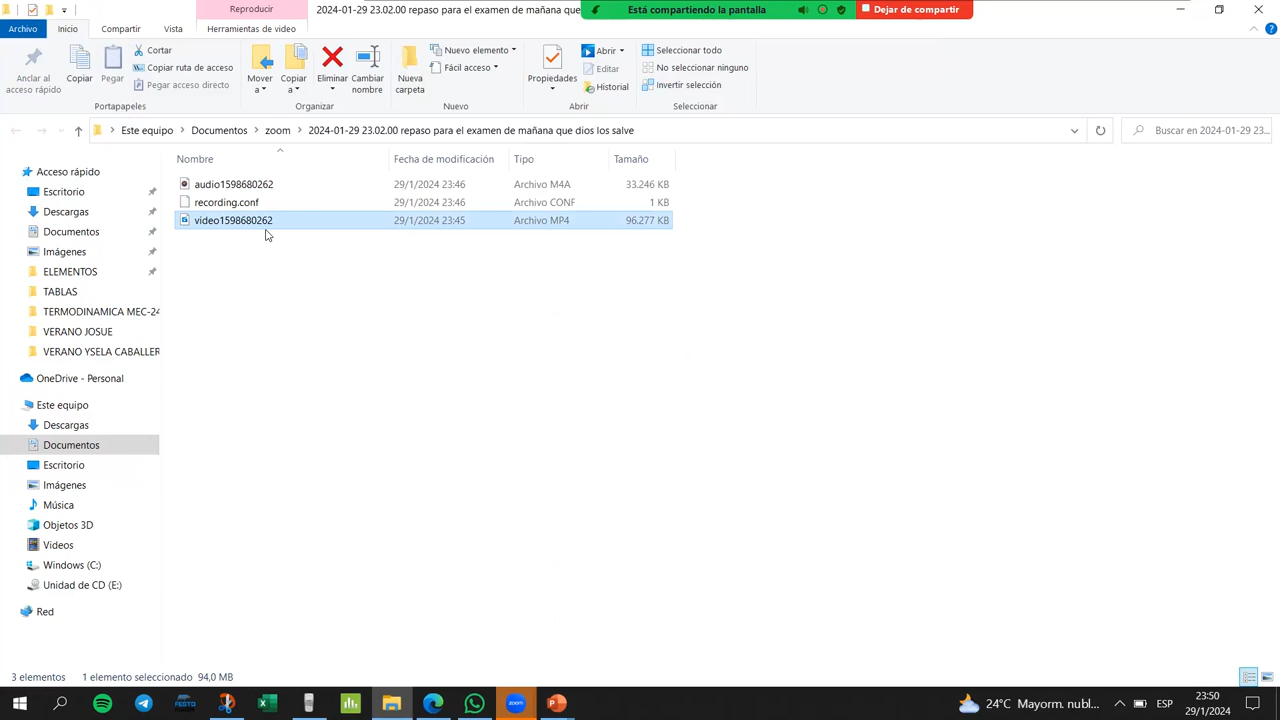 Reproducir
2024-01-29 23.02.00 repaso para el examen de mañana que
Está compartiendo la pantalla
Dejar de compartir
Archivo
Inicio
Compartir
Vista
Herramientas de video
Anclar al
acceso rápido
Copiar
Pegar
Cortar
Copiar ruta de acceso
Pegar acceso directo
Portapapeles
Mover
a
Copiar
a
Eliminar
Cambiar
nombre
Organizar
Nueva
carpeta
Nuevo elemento
Fácil acceso
Nuevo
Propiedades
Abrir
Editar
Historial
Abrir
Seleccionar todo
No seleccionar ninguno
Invertir selección
Seleccionar
Este equipo
Documentos
zoom
2024-01-29 23.02.00 repaso para el examen de mañana que dios los salve
Buscar en 2024-01-29 23...
Nombre
Fecha de modificación
Tipo
Tamaño
audio1598680262 29/1/2024 23:46 Archivo M4A 33.246 KB
recording.conf 29/1/2024 23:46 Archivo CONF 1 KB
video1598680262 29/1/2024 23:45 Archivo MP4 96.277 KB
Acceso rápido
Escritorio
Descargas
Documentos
Imágenes
ELEMENTOS
TABLAS
TERMODINAMICA MEC-24
VERANO JOSUE
VERANO YSELA CABALLER
OneDrive - Personal
Este equipo
Descargas
Documentos
Escritorio
Imágenes
Música
Objetos 3D
Videos
Windows (C:)
Unidad de CD (E:)
Red
3 elementos
1 elemento seleccionado 94,0 MB
FESTO
zoom
24°C Mayorm. nubl...
ESP
23:50
29/1/2024